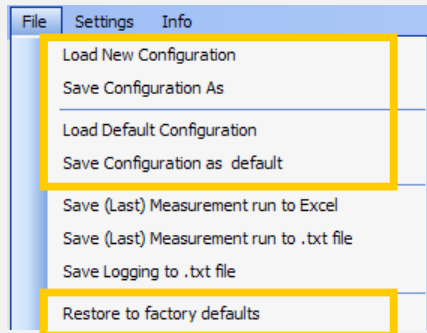 File Settings Info
Load New Configuration
Save Configuration As
Load Default Configuration
Save Configuration as default
Save (Last) Measurement run to Excel
Save (Last) Measurement run to .txt file
Save Logging to .txt file
Restore to factory defaults